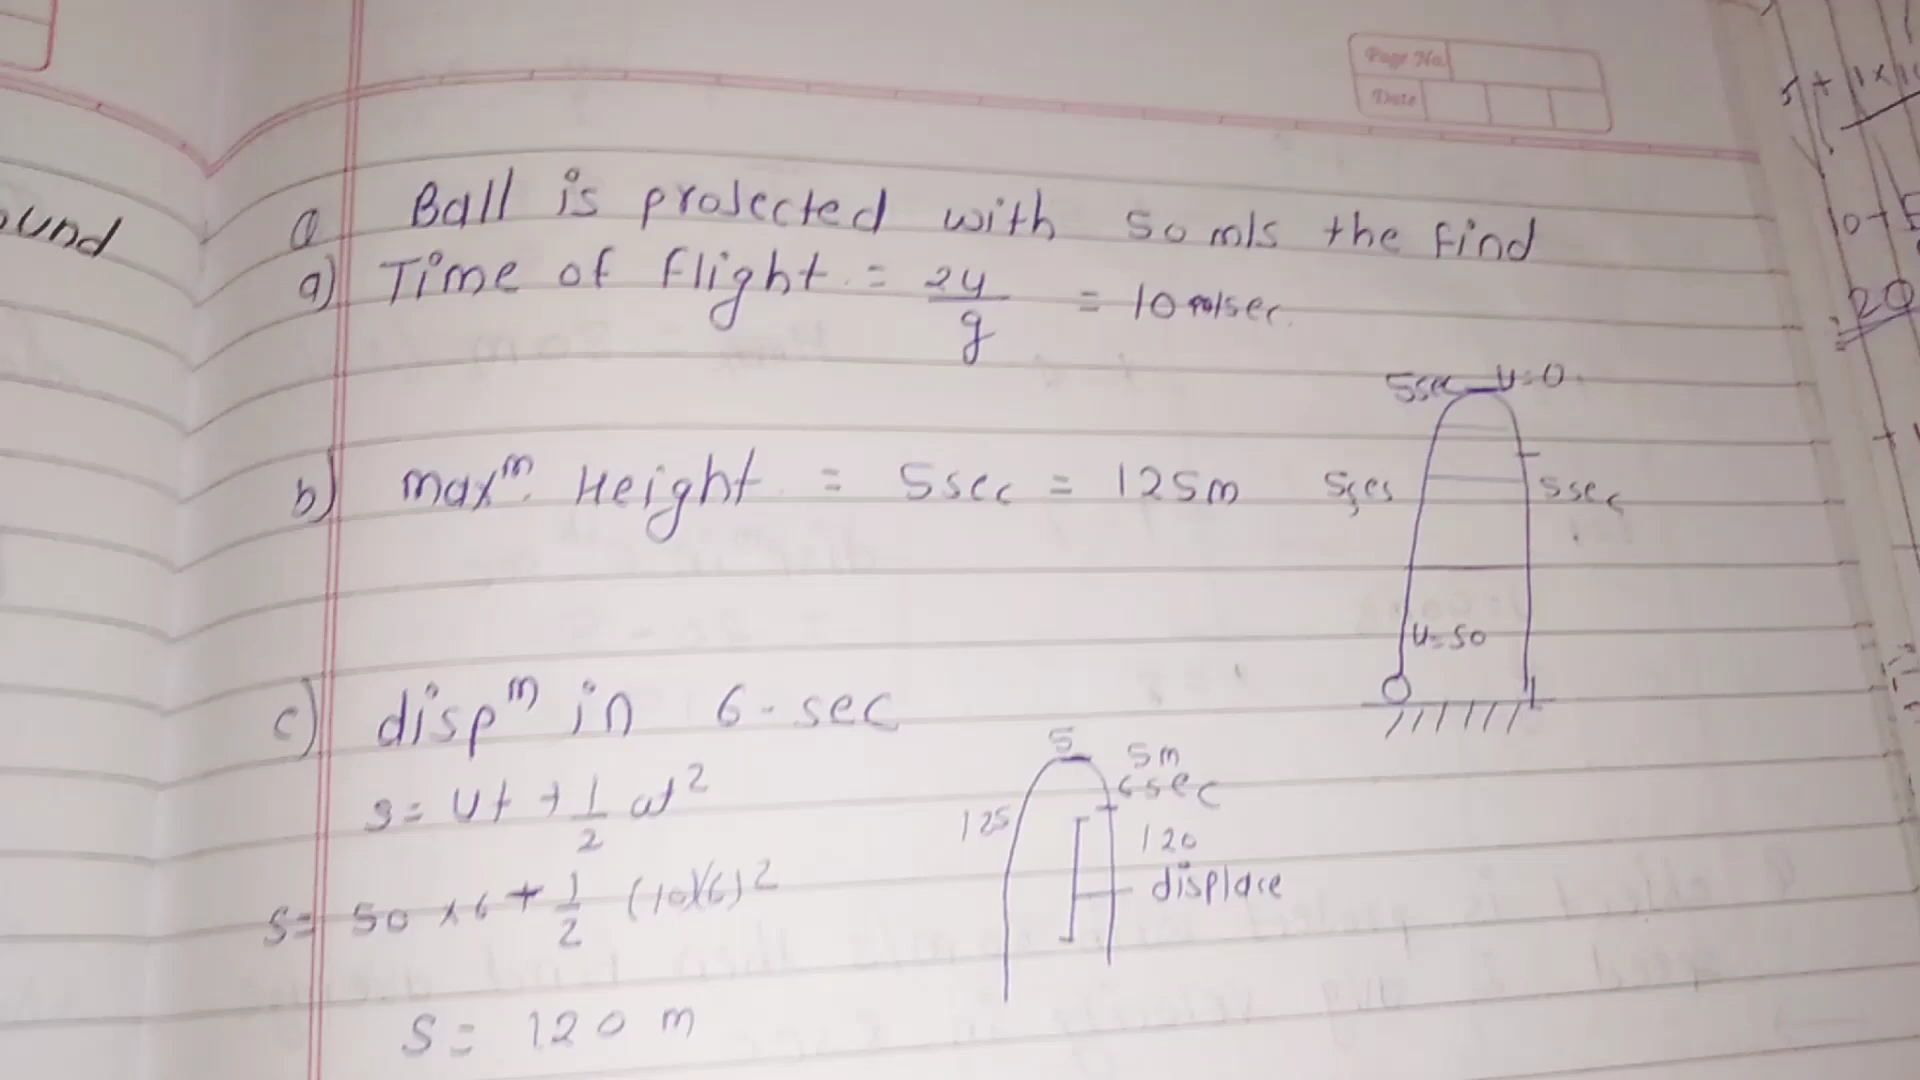 Page No.
Date
ound
Q Ball is projected with 50 m/s the find
a) Time of flight = 2u/g = 10 m/sec.
5sec v=0
b) maxᵐ. Height = 5sec = 125m
5sec
u=50
c) dispᵐ in 6-sec
S = ut + 1/2 at²
5
5m
6sec
125
120
displace
S = 50 × 6 + 1/2 (10)(6)²
S = 120 m